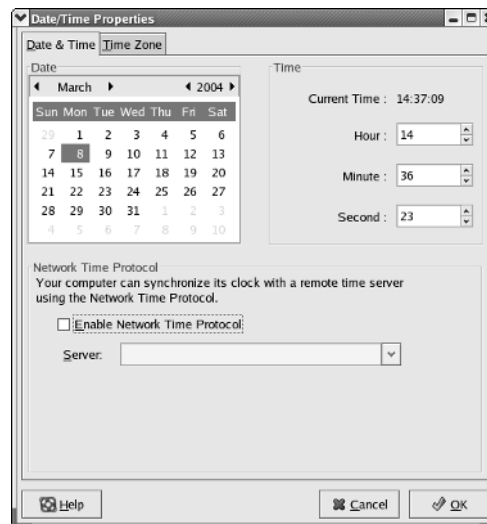 Date/Time Properties
Date & Time Time Zone
Date
March 2004
Sun Mon Tue Wed Thu Fri Sat
29 1 2 3 4 5 6
7 8 9 10 11 12 13
14 15 16 17 18 19 20
21 22 23 24 25 26 27
28 29 30 31 1 2 3
4 5 6 7 8 9 10
Time
Current Time : 14:37:09
Hour : 14
Minute : 36
Second : 23
Network Time Protocol
Your computer can synchronize its clock with a remote time server
using the Network Time Protocol.
Enable Network Time Protocol
Server:
Help Cancel OK